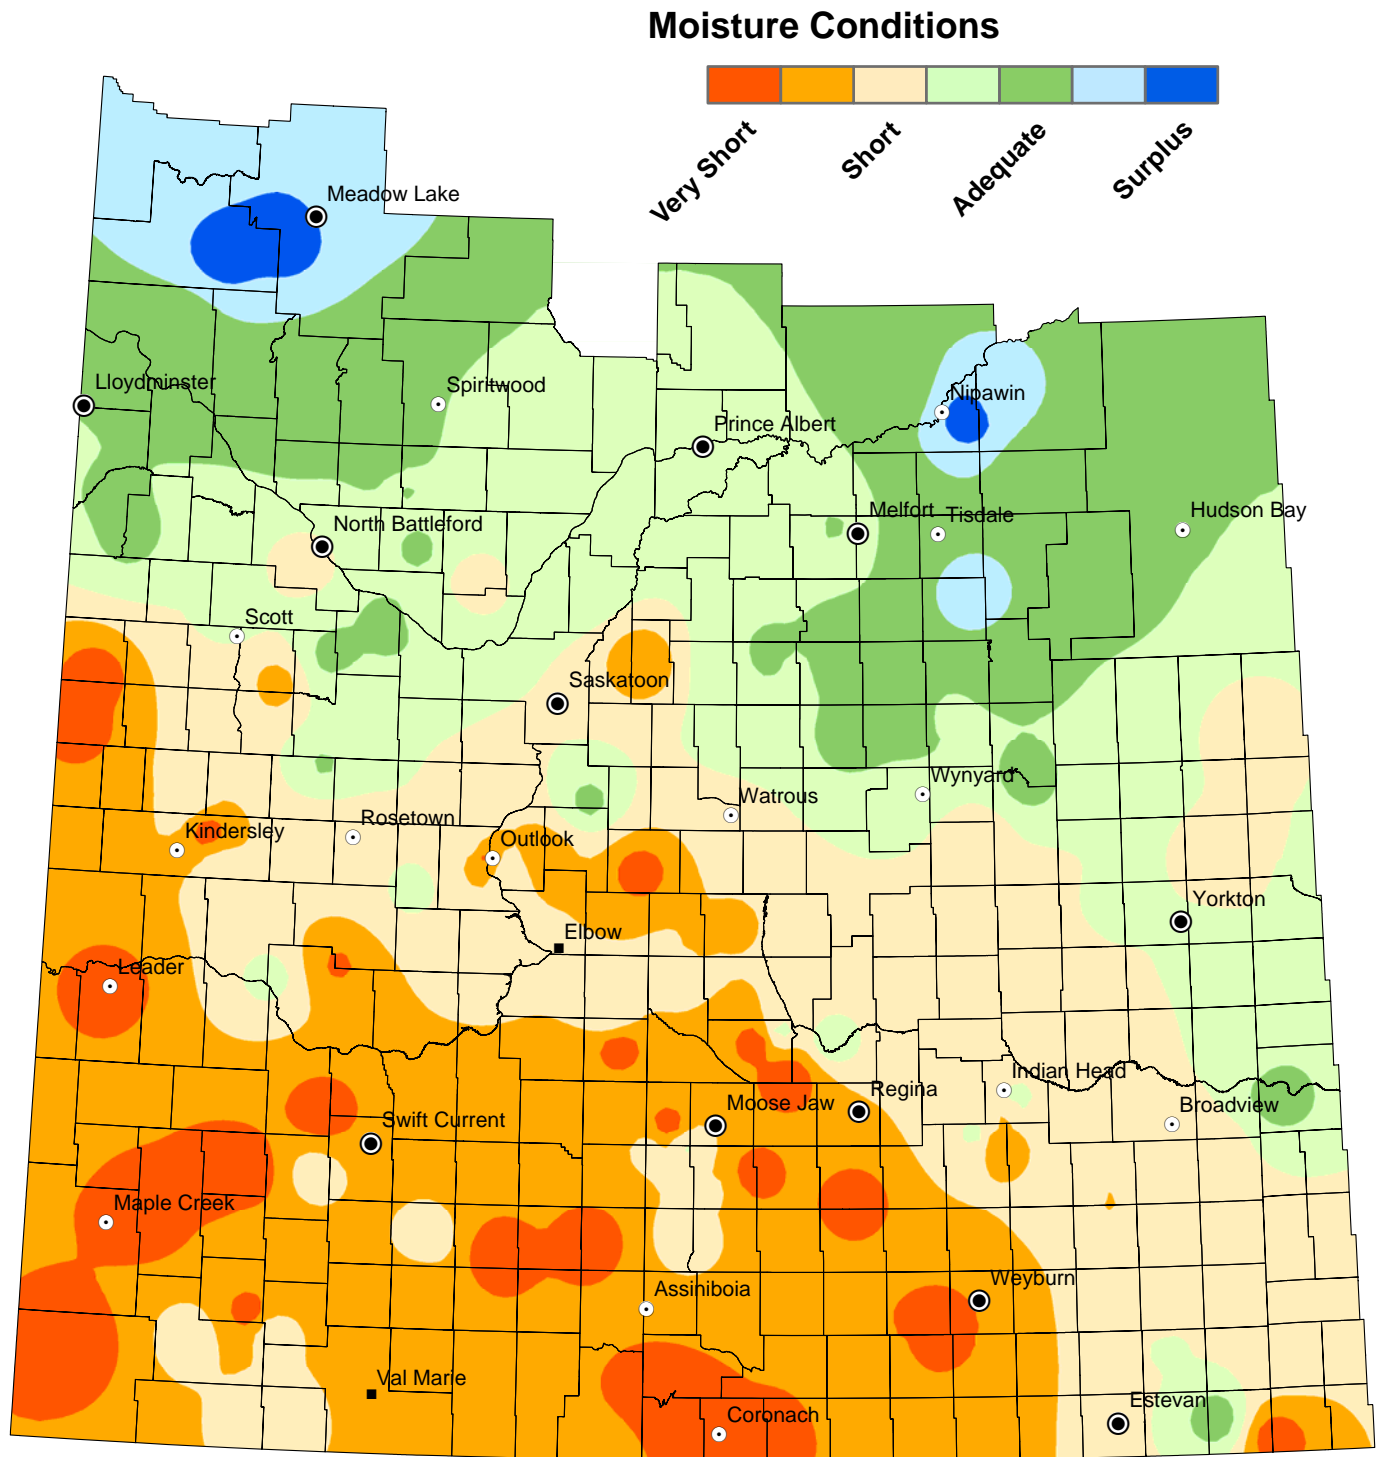 Moisture Conditions
Very Short
Short
Adequate
Surplus
Meadow Lake
Lloydminster
Spiritwood
Nipawin
Prince Albert
Melfort
Tisdale
Hudson Bay
North Battleford
Scott
Saskatoon
Wynyard
Watrous
Rosetown
Kindersley
Outlook
Yorkton
Elbow
Leader
Indian Head
Regina
Moose Jaw
Broadview
Swift Current
Maple Creek
Weyburn
Assiniboia
Val Marie
Estevan
Coronach